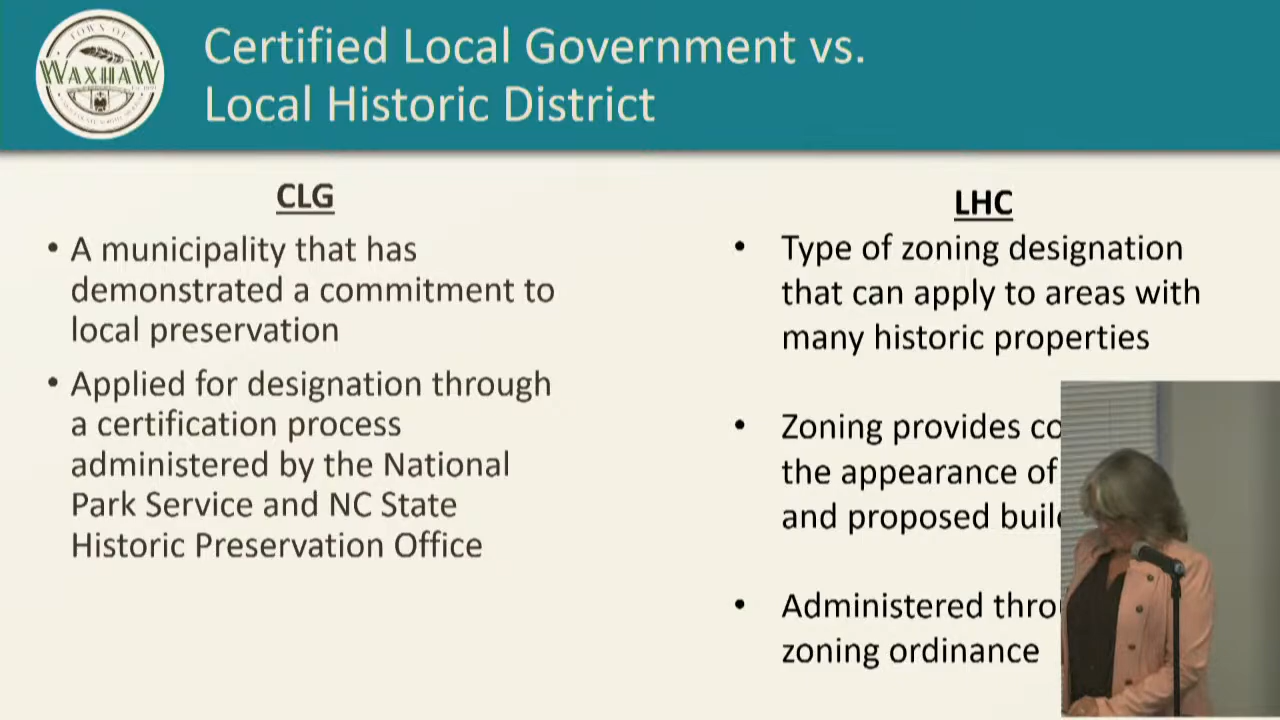 TOWN OF
WAXHAW
Certified Local Government vs.
Local Historic District
CLG
• A municipality that has
demonstrated a commitment to
local preservation
• Applied for designation through
a certification process
administered by the National
Park Service and NC State
Historic Preservation Office
LHC
• Type of zoning designation
that can apply to areas with
many historic properties
• Zoning provides
the appearance of
and proposed
• Administered
zoning ordinance